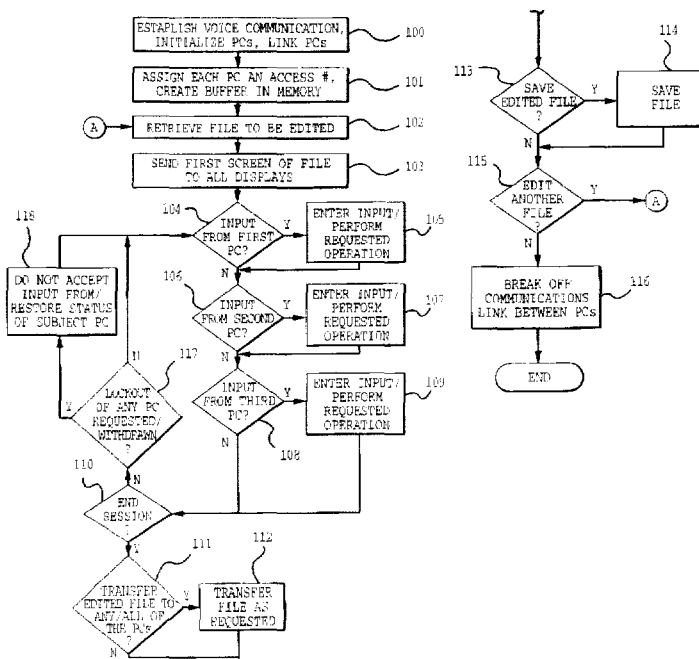 ESTAPLISH VOICE COMMUNICATION,
INITIALIZE PCs, LINK PCs
100
ASSIGN EACH PC AN ACCESS #,
CREATE BUFFER IN MEMORY
101
A
RETRIEVE FILE TO BE EDITED
102
SEND FIRST SCREEN OF FILE
TO ALL DISPLAYS
103
104
INPUT
FROM FIRST
PC?
Y
N
ENTER INPUT/
PERFORM
REQUESTED
OPERATION
105
106
INPUT
FROM SECOND
PC?
Y
N
ENTER INPUT/
PERFORM
REQUESTED
OPERATION
107
INPUT
FROM THIRD
PC?
Y
N
108
ENTER INPUT/
PERFORM
REQUESTED
OPERATION
109
118
DO NOT ACCEPT
INPUT FROM/
RESTORE STATUS
OF SUBJECT PC
117
LOCKOUT
OF ANY PC
REQUESTED/
WITHDRAWN
?
Y
N
110
END
SESSION
?
N
Y
111
TRANSFER
EDITED FILE TO
ANY/ALL OF
THE PCs
?
Y
N
112
TRANSFER
FILE AS
REQUESTED
113
SAVE
EDITED FILE
?
Y
N
114
SAVE
FILE
115
EDIT
ANOTHER
FILE
?
Y
A
N
BREAK OFF
COMMUNICATIONS
LINK BETWEEN PCs
116
END